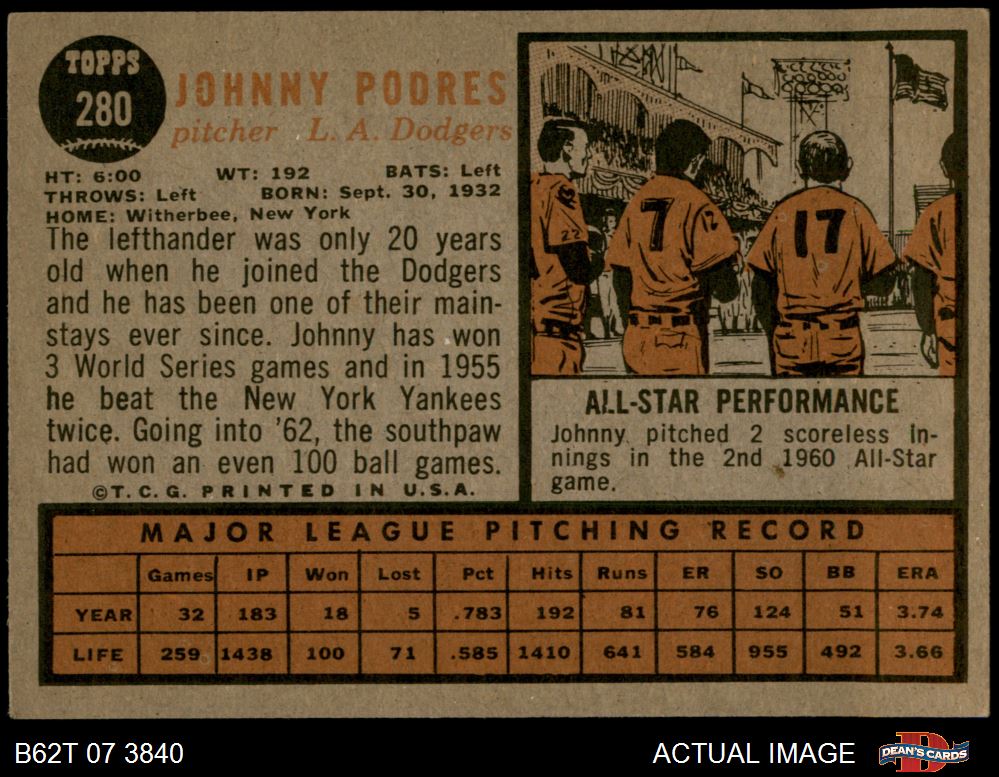 TOPPS
280
JOHNNY PODRES
pitcher L. A. Dodgers
HT: 6:00 WT: 192 BATS: Left
THROWS: Left BORN: Sept. 30, 1932
HOME: Witherbee, New York
The lefthander was only 20 years
old when he joined the Dodgers
and he has been one of their main-
stays ever since. Johnny has won
3 World Series games and in 1955
he beat the New York Yankees
twice. Going into '62, the southpaw
had won an even 100 ball games.
©T.C.G. PRINTED IN U.S.A.
7
12
17
22
ALL-STAR PERFORMANCE
Johnny pitched 2 scoreless in-
nings in the 2nd 1960 All-Star
game.
MAJOR LEAGUE PITCHING RECORD
Games IP Won Lost Pct Hits Runs ER SO BB ERA
YEAR 32 183 18 5 .783 192 81 76 124 51 3.74
LIFE 259 1438 100 71 .585 1410 641 584 955 492 3.66
B62T 07 3840
ACTUAL IMAGE
DEAN'S CARDS